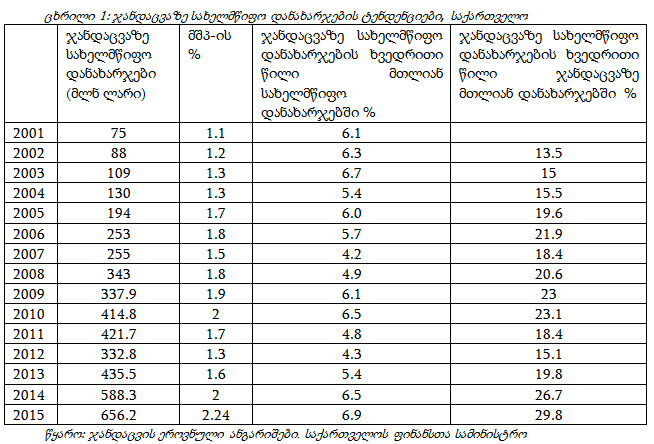 ცხრილი 1: ჯანდაცვაზე სახელმწიფო დანახარჯების ტენდენციები, საქართველო
ჯანდაცვაზე სახელმწიფო დანახარჯები (მლნ ლარი) მშპ-ის % ჯანდაცვაზე სახელმწიფო დანახარჯების ხვედრითი წილი მთლიან სახელმწიფო დანახარჯებში % ჯანდაცვაზე სახელმწიფო დანახარჯების ხვედრითი წილი ჯანდაცვაზე მთლიან დანახარჯებში %
2001 75 1.1 6.1
2002 88 1.2 6.3 13.5
2003 109 1.3 6.7 15
2004 130 1.3 5.4 15.5
2005 194 1.7 6.0 19.6
2006 253 1.8 5.7 21.9
2007 255 1.5 4.2 18.4
2008 343 1.8 4.9 20.6
2009 337.9 1.9 6.1 23
2010 414.8 2 6.5 23.1
2011 421.7 1.7 4.8 18.4
2012 332.8 1.3 4.3 15.1
2013 435.5 1.6 5.4 19.8
2014 588.3 2 6.5 26.7
2015 656.2 2.24 6.9 29.8
წყარო: ჯანდაცვის ეროვნული ანგარიშები. საქართველოს ფინანსთა სამინისტრო